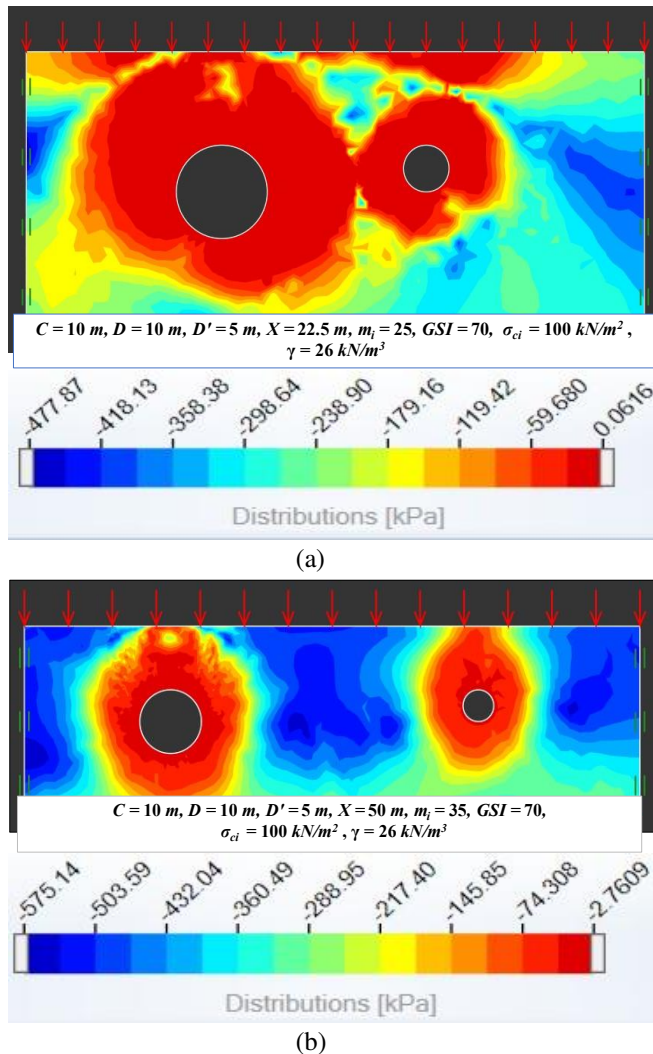 C = 10 m, D = 10 m, D' = 5 m, X = 22.5 m, mᵢ = 25, GSI = 70, σci = 100 kN/m² ,
γ = 26 kN/m³
-477.87 -418.13 -358.38 -298.64 -238.90 -179.16 -119.42 -59.680 0.0616
Distributions [kPa]
(a)
C = 10 m, D = 10 m, D' = 5 m, X = 50 m, mᵢ = 35, GSI = 70,
σci = 100 kN/m² , γ = 26 kN/m³
-575.14 -503.59 -432.04 -360.49 -288.95 -217.40 -145.85 -74.308 -2.7609
Distributions [kPa]
(b)